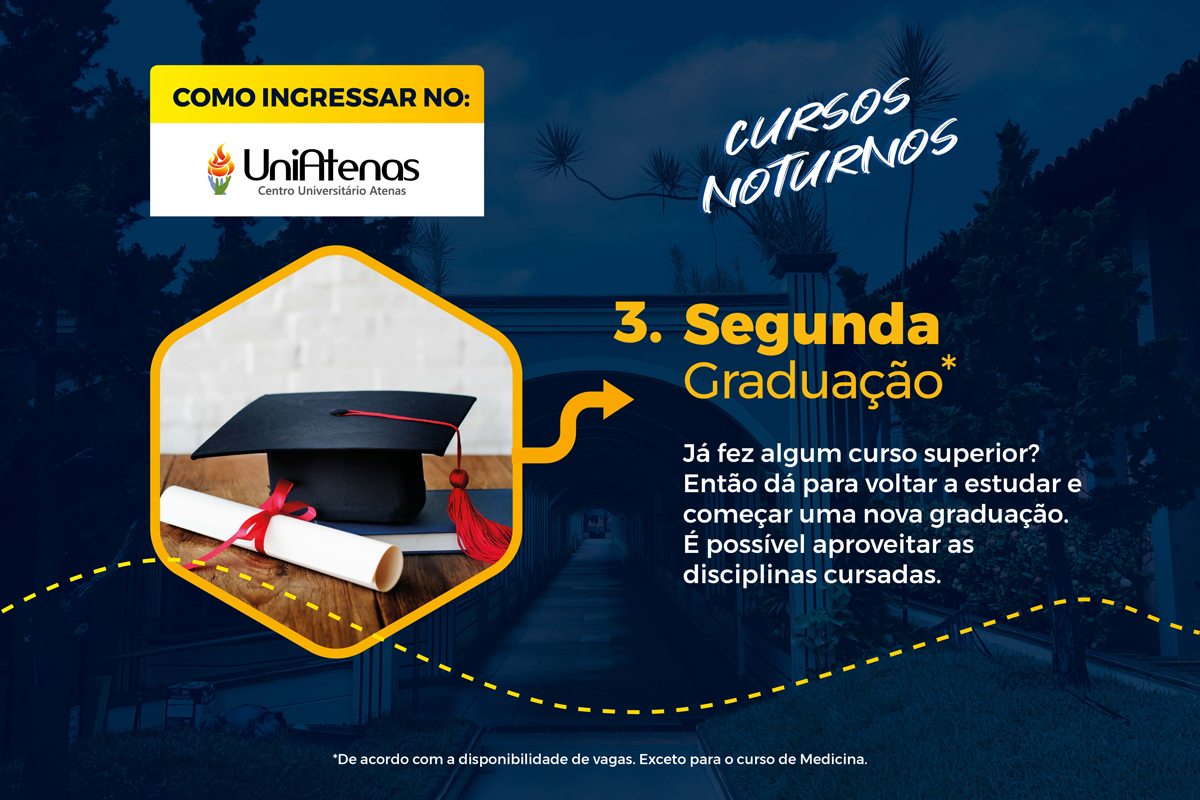 COMO INGRESSAR NO:
UniAtenas
Centro Universitário Atenas
CURSOS
NOTURNOS
3. Segunda
Graduação*
Já fez algum curso superior?
Então dá para voltar a estudar e
começar uma nova graduação.
É possível aproveitar as
disciplinas cursadas.
*De acordo com a disponibilidade de vagas. Exceto para o curso de Medicina.